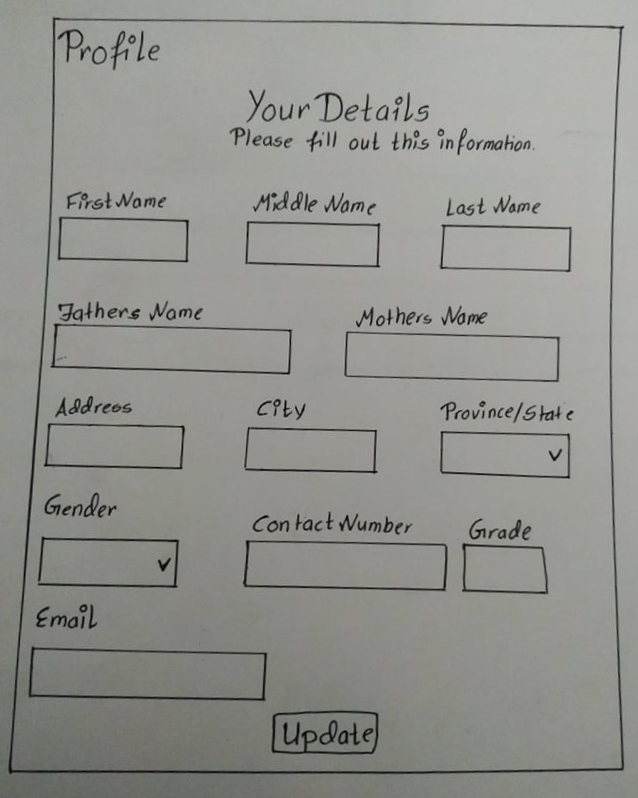 Profile
Your Details
Please fill out this information.
First Name
Middle Name
Last Name
Fathers Name
Mothers Name
Address
City
Province/State
Gender
Contact Number
Grade
Email
Update